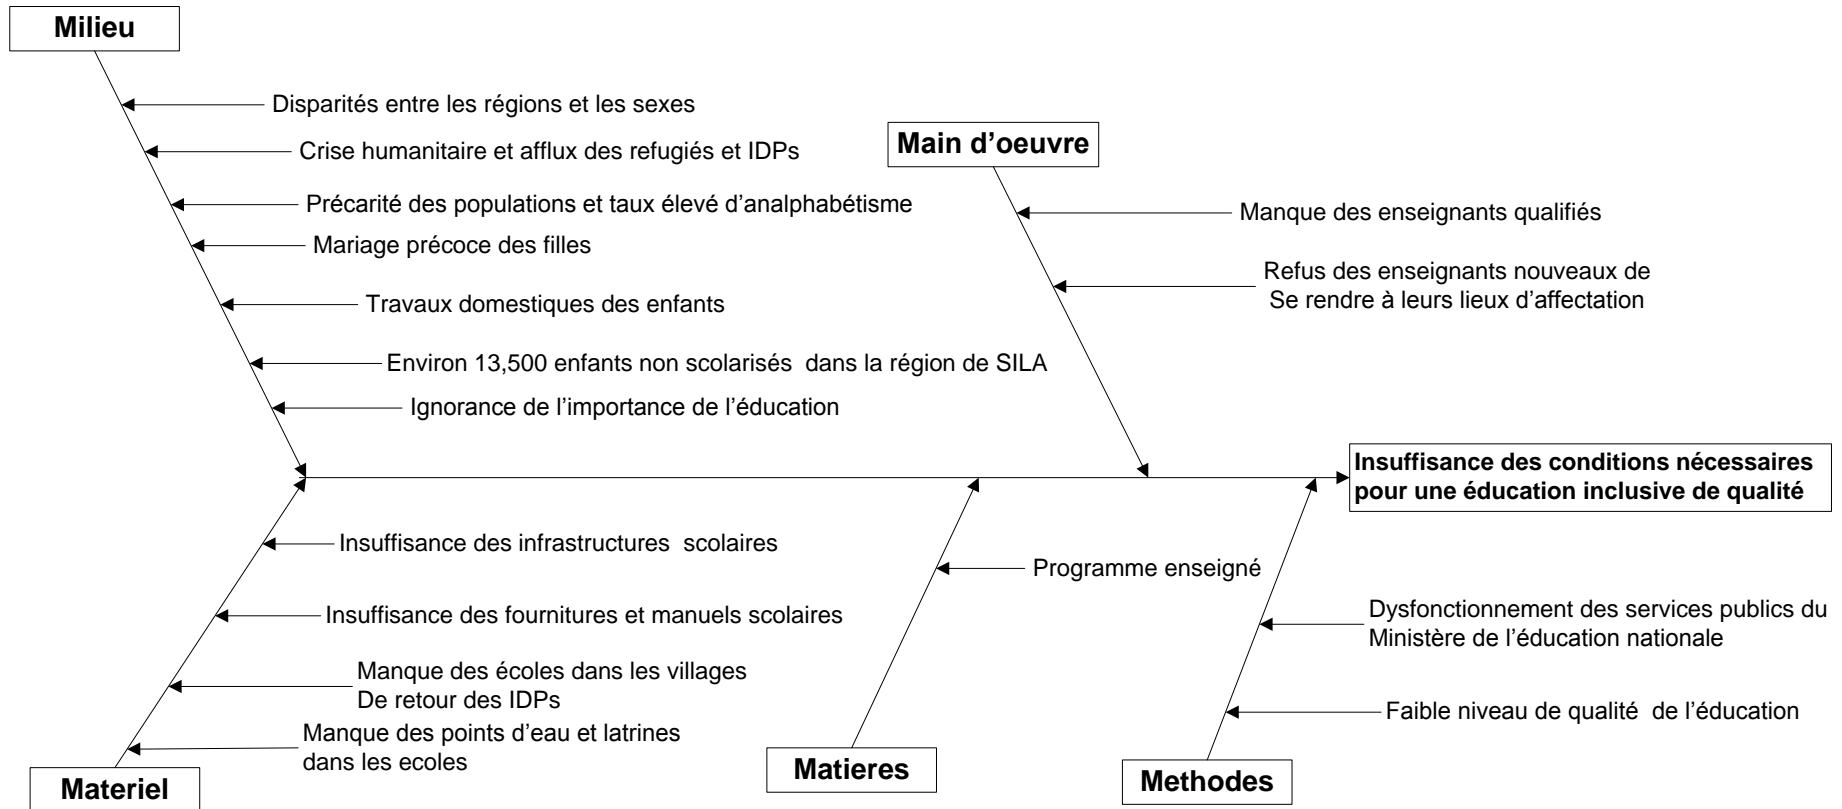 Milieu
Disparités entre les régions et les sexes
Crise humanitaire et afflux des refugiés et IDPs
Précarité des populations et taux élevé d’analphabétisme
Mariage précoce des filles
Travaux domestiques des enfants
Environ 13,500 enfants non scolarisés  dans la région de SILA
Ignorance de l’importance de l’éducation
Main d’oeuvre
Manque des enseignants qualifiés
Refus des enseignants nouveaux de
Se rendre à leurs lieux d’affectation
Insuffisance des conditions nécessaires
pour une éducation inclusive de qualité
Insuffisance des infrastructures  scolaires
Insuffisance des fournitures et manuels scolaires
Manque des écoles dans les villages
De retour des IDPs
Manque des points d’eau et latrines
dans les ecoles
Materiel
Programme enseigné
Matieres
Dysfonctionnement des services publics du
Ministère de l’éducation nationale
Faible niveau de qualité  de l’éducation
Methodes